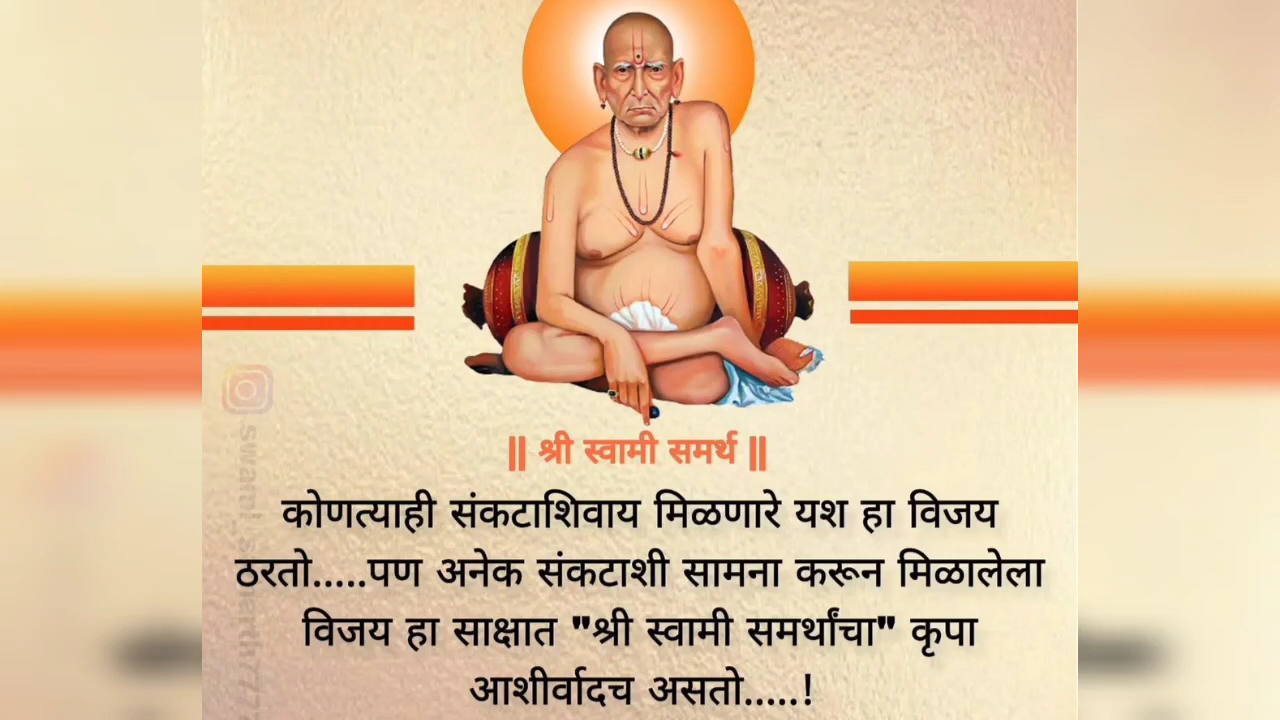 || श्री स्वामी समर्थ ||
कोणत्याही संकटाशिवाय मिळणारे यश हा विजय
ठरतो.....पण अनेक संकटाशी सामना करून मिळालेला
विजय हा साक्षात "श्री स्वामी समर्थांचा" कृपा
आशीर्वादच असतो.....!